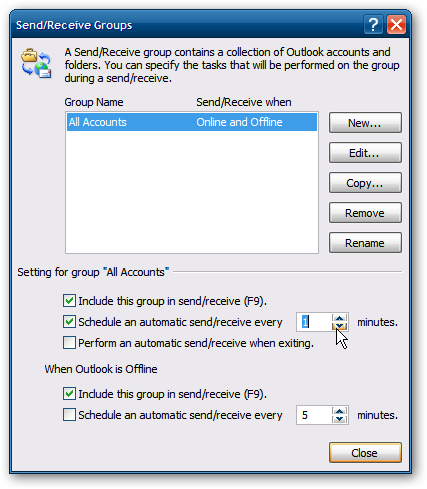 Send/Receive Groups
A Send/Receive group contains a collection of Outlook accounts and
folders. You can specify the tasks that will be performed on the group
during a send/receive.
Group Name Send/Receive when
All Accounts Online and Offline
New...
Edit...
Copy...
Remove
Rename
Setting for group "All Accounts"
Include this group in send/receive (F9).
Schedule an automatic send/receive every 1 minutes.
Perform an automatic send/receive when exiting.
When Outlook is Offline
Include this group in send/receive (F9).
Schedule an automatic send/receive every 5 minutes.
Close